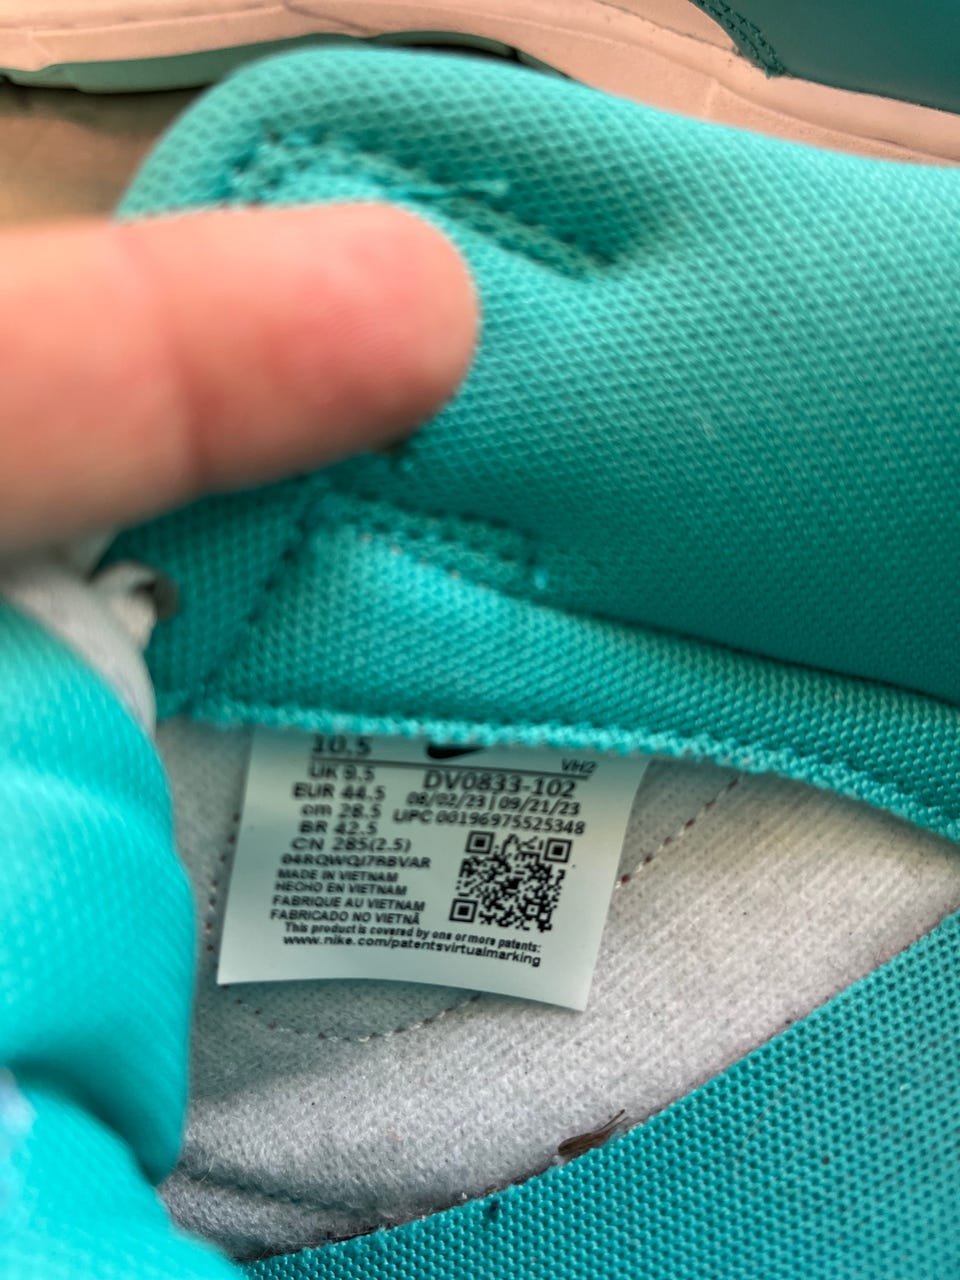 10.5
VH2
UK 9.5
DV0833-102
EUR 44.5
08/02/23 | 09/21/23
cm 28.5
UPC 00196975525348
BR 42.5
CN 285(2.5)
MADE IN VIETNAM
HECHO EN VIETNAM
FABRIQUE AU VIETNAM
FABRICADO NO VIETNÃ
This product is covered by one or more patents:
www.nike.com/patentsvirtualmarking